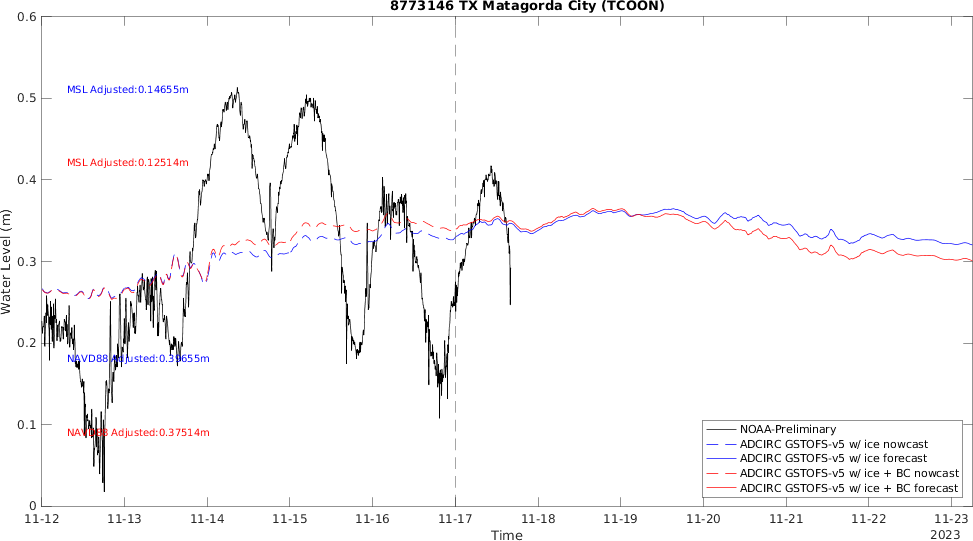 8773146 TX Matagorda City (TCOON)
0.6
0.5
0.4
0.3
0.2
0.1
0
Water Level (m)
MSL Adjusted:0.14655m
MSL Adjusted:0.12514m
NAVD88 Adjusted:0.39655m
NAVD88 Adjusted:0.37514m
NOAA-Preliminary
ADCIRC GSTOFS-v5 w/ ice nowcast
ADCIRC GSTOFS-v5 w/ ice forecast
ADCIRC GSTOFS-v5 w/ ice + BC nowcast
ADCIRC GSTOFS-v5 w/ ice + BC forecast
11-12 11-13 11-14 11-15 11-16 11-17 11-18 11-19 11-20 11-21 11-22 11-23
Time
2023